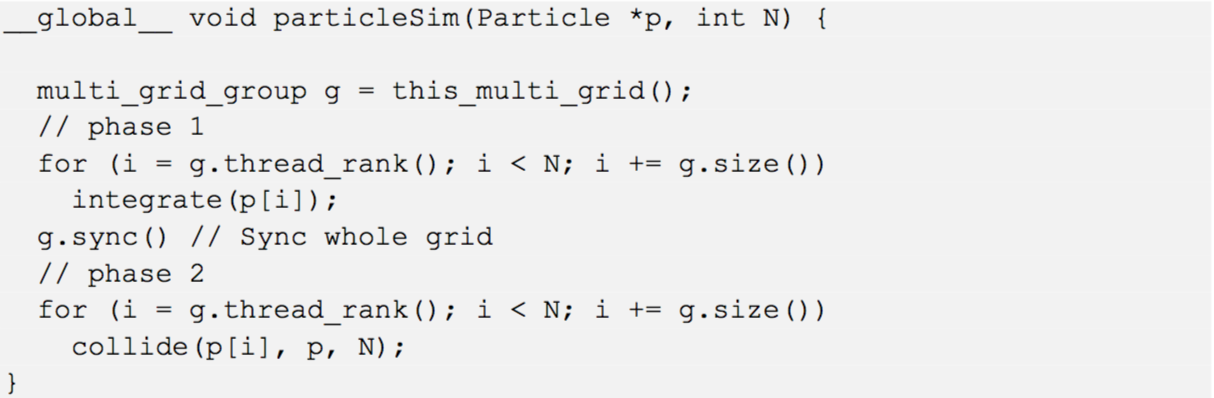 __global__ void particleSim(Particle *p, int N) {
multi_grid_group g = this_multi_grid();
// phase 1
for (i = g.thread_rank(); i < N; i += g.size())
integrate(p[i]);
g.sync() // Sync whole grid
// phase 2
for (i = g.thread_rank(); i < N; i += g.size())
collide(p[i], p, N);
}